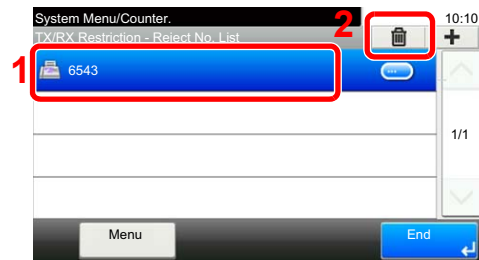 System Menu/Counter.
10:10
TX/RX Restriction - Reject No. List
2
1
6543
1/1
Menu
End